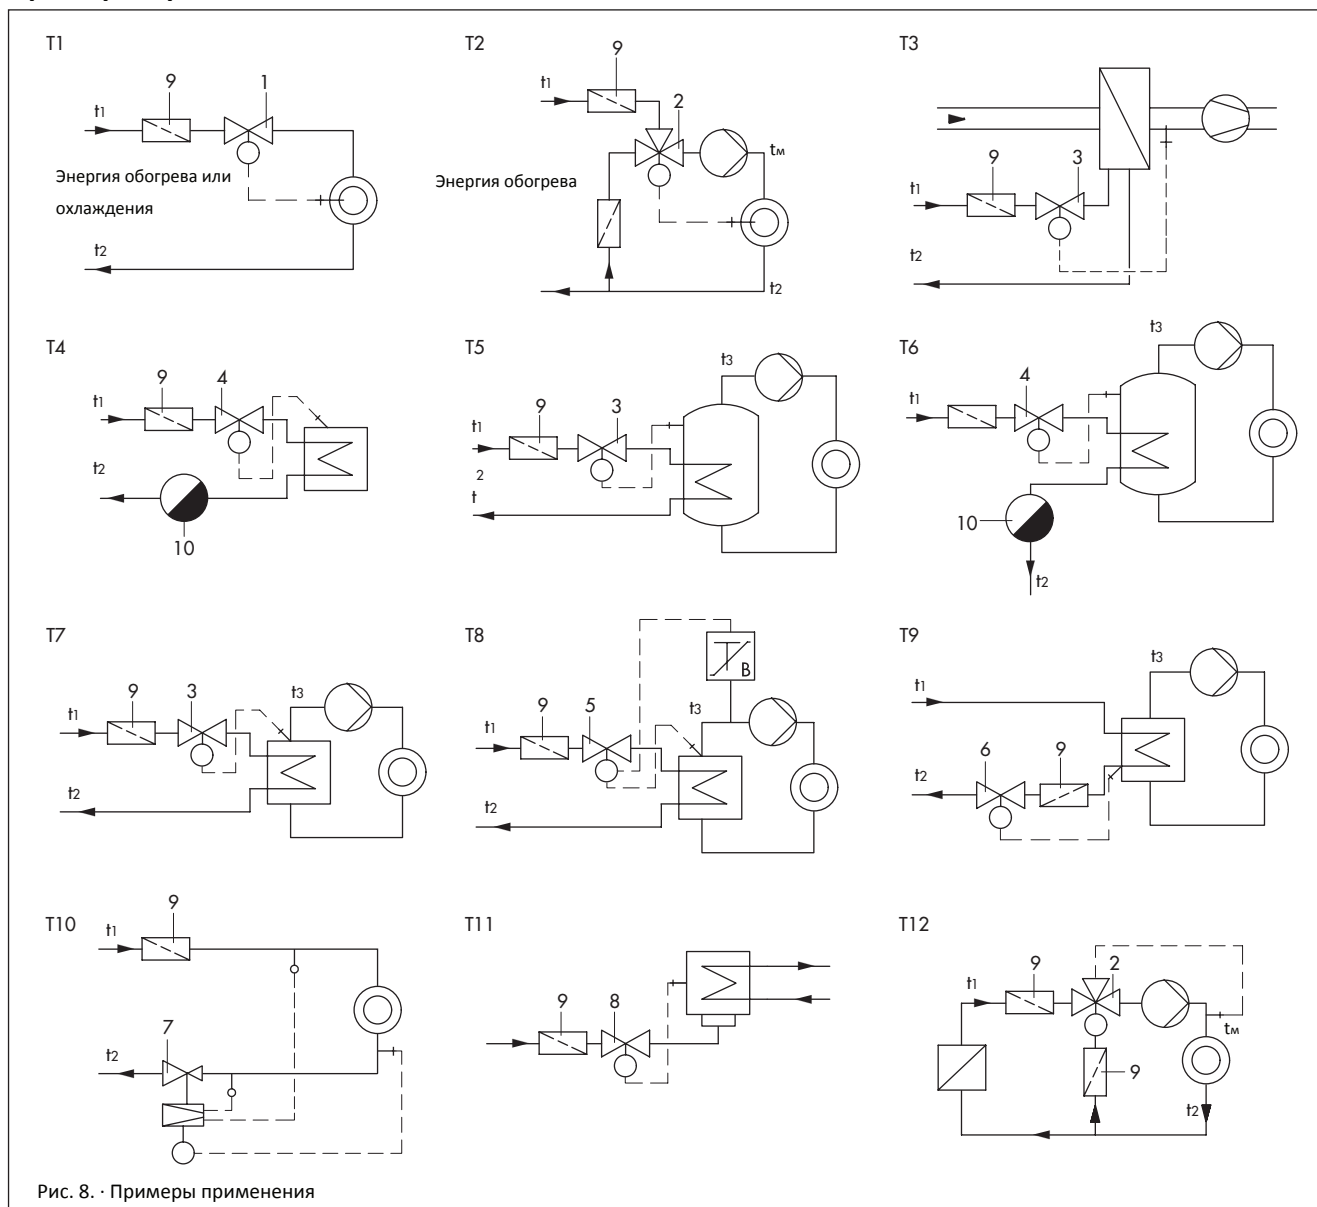 T1
9
1
t1
Энергия обогрева или
охлаждения
t2
T2
9
t1
2
tм
Энергия обогрева
t2
T3
9
3
t1
t2
T4
9
4
t1
t2
10
T5
t3
9
3
t1
2
t
T6
t3
4
t1
10
t2
T7
9
3
t3
t1
t2
T8
B
9
5
t3
t1
t2
T9
t3
t1
6
9
t2
T10
9
t1
7
t2
T11
9
8
T12
9
2
t1
tм
9
t2
Рис. 8. · Примеры применения